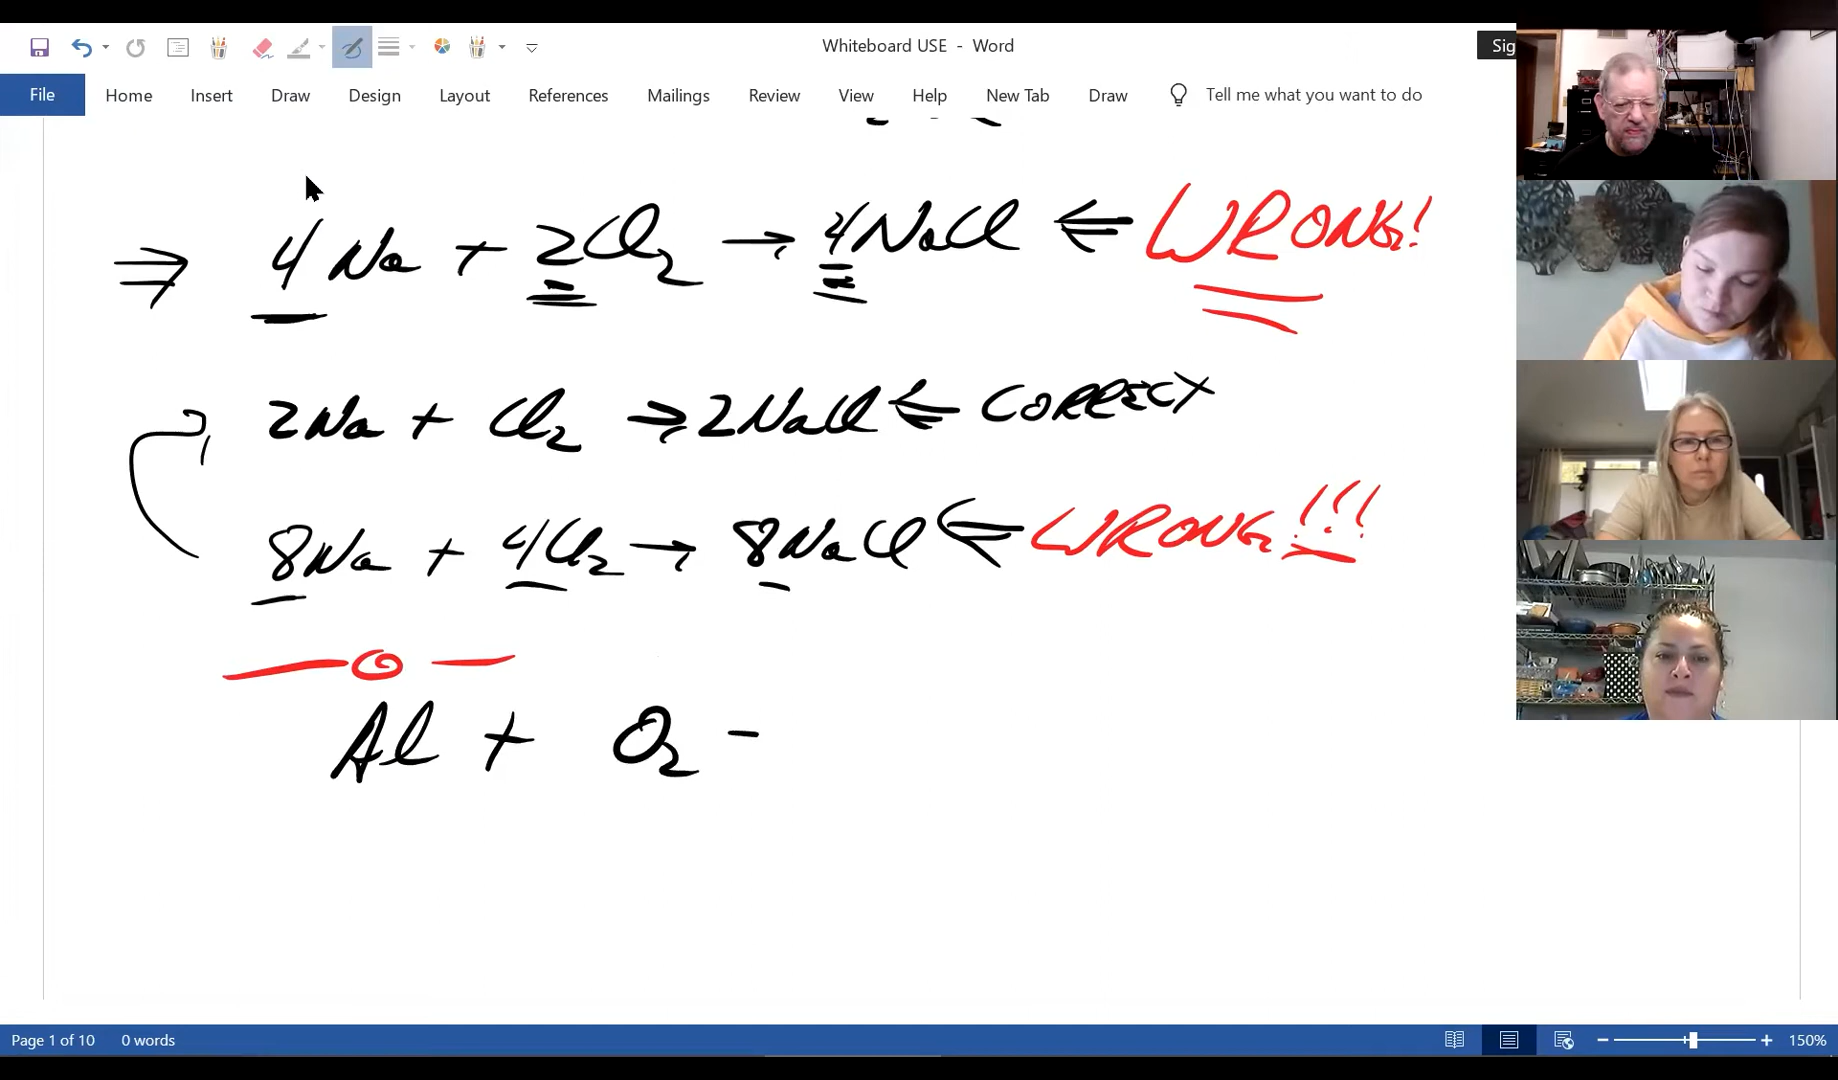 Whiteboard USE - Word
Sig
File Home Insert Draw Design Layout References Mailings Review View Help New Tab Draw Tell me what you want to do
⇒ 4Na + 2Cl₂ → 4NaCl ⇐ WRONG!
2Na + Cl₂ → 2NaCl ⇐ CORRECT
8Na + 4Cl₂ → 8NaCl ⇐ WRONG!!!
Al + O₂ -
Page 1 of 10 0 words 150%